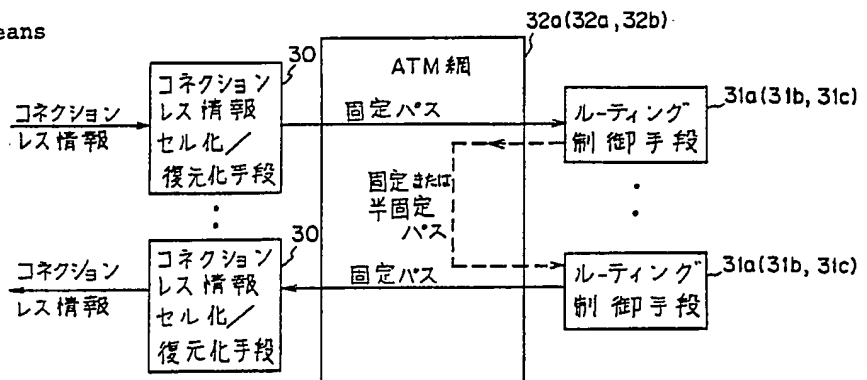 eans
32a(32a, 32b)
30
ATM網
コネクション
レス情報
コネクション
レス情報
セル化/
復元化手段
固定パス
ルーティング
制御手段
31a(31b, 31c)
固定または
半固定
パス
30
コネクション
レス情報
コネクション
レス情報
セル化/
復元化手段
固定パス
ルーティング
制御手段
31a(31b, 31c)